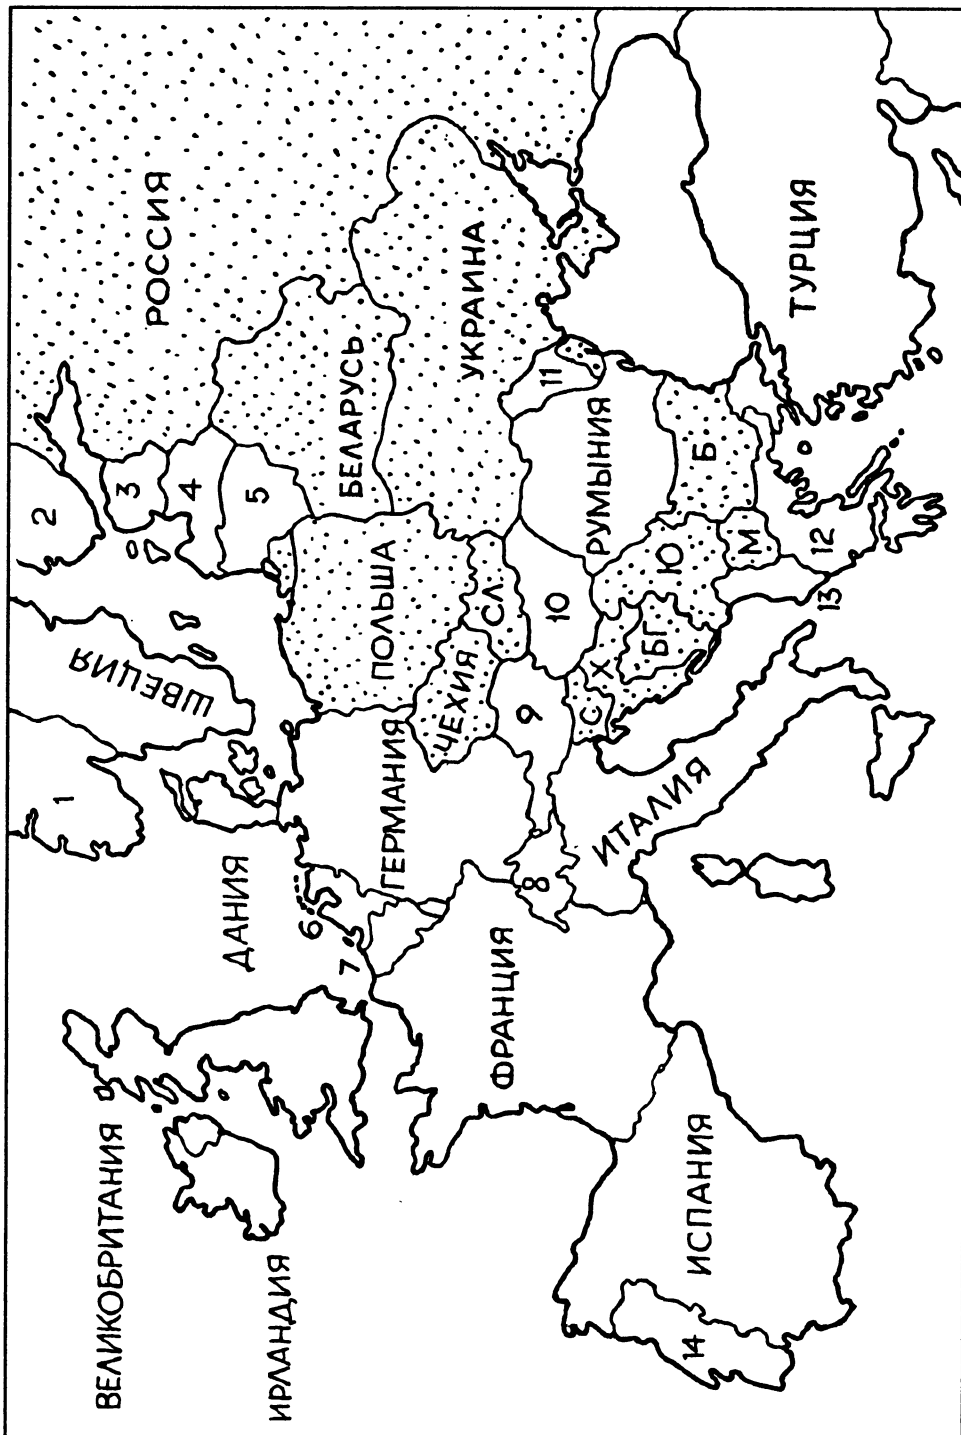 1
2
ШВЕЦИЯ
3
РОССИЯ
4
ВЕЛИКОБРИТАНИЯ
ДАНИЯ
5
ИРЛАНДИЯ
6
7
БЕЛАРУСЬ
ГЕРМАНИЯ
ПОЛЬША
ЧЕХИЯ
СЛ
УКРАИНА
ФРАНЦИЯ
8
9
10
11
С
Х
РУМЫНИЯ
БГ
Ю
Б
ИТАЛИЯ
М
14
ИСПАНИЯ
13
12
ТУРЦИЯ